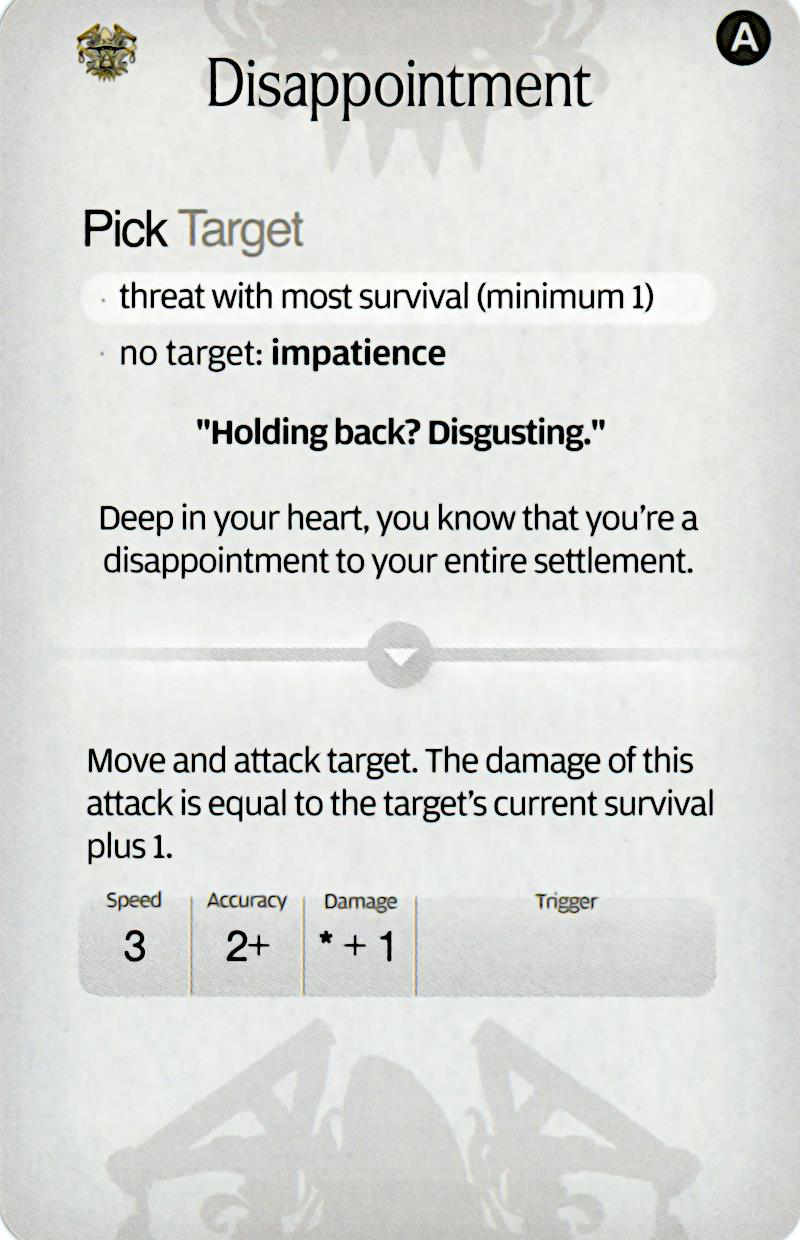 A
Disappointment
Pick Target
· threat with most survival (minimum 1)
· no target: impatience
"Holding back? Disgusting."
Deep in your heart, you know that you're a
disappointment to your entire settlement.
Move and attack target. The damage of this
attack is equal to the target's current survival
plus 1.
Speed Accuracy Damage Trigger
3 2+ * + 1